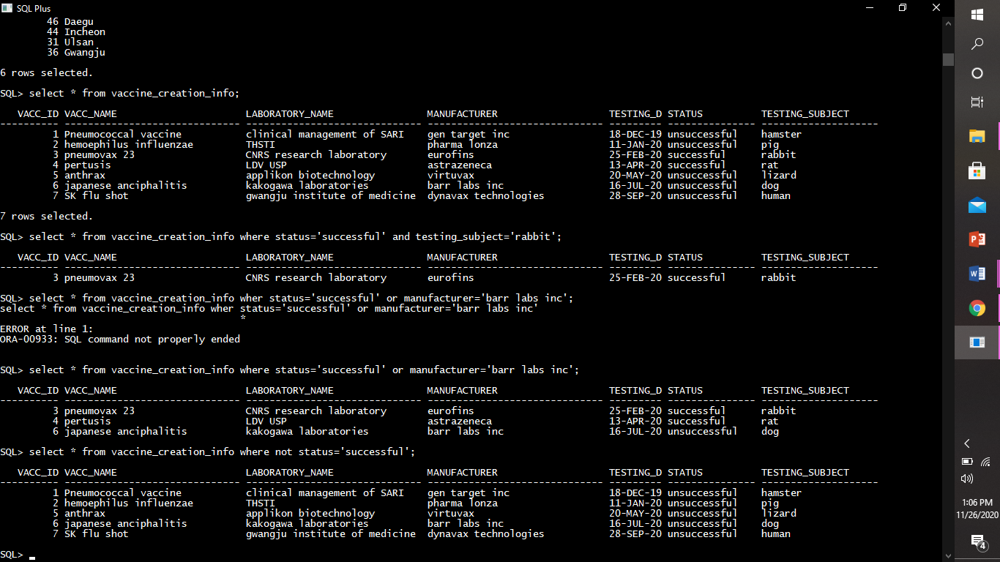 SQL Plus
46 Daegu
44 Incheon
31 Ulsan
36 Gwangju
6 rows selected.
SQL> select * from vaccine_creation_info;
VACC_ID VACC_NAME LABORATORY_NAME MANUFACTURER TESTING_D STATUS TESTING_SUBJECT
---------- ------------------------------ ------------------------------ ------------------------------ --------- --------------- --------------------
1 Pneumococcal vaccine clinical management of SARI gen target inc 18-DEC-19 unsuccessful hamster
2 hemoephilus influenzae THSTI pharma lonza 11-JAN-20 unsuccessful pig
3 pneumovax 23 CNRS research laboratory eurofins 25-FEB-20 successful rabbit
4 pertusis LDV USP astrazeneca 13-APR-20 successful rat
5 anthrax applikon biotechnology virtuvax 20-MAY-20 unsuccessful lizard
6 japanese anciphalitis kakogawa laboratories barr labs inc 16-JUL-20 unsuccessful dog
7 SK flu shot gwangju institute of medicine dynavax technologies 28-SEP-20 unsuccessful human
7 rows selected.
SQL> select * from vaccine_creation_info where status='successful' and testing_subject='rabbit';
VACC_ID VACC_NAME LABORATORY_NAME MANUFACTURER TESTING_D STATUS TESTING_SUBJECT
---------- ------------------------------ ------------------------------ ------------------------------ --------- --------------- --------------------
3 pneumovax 23 CNRS research laboratory eurofins 25-FEB-20 successful rabbit
SQL> select * from vaccine_creation_info wher status='successful' or manufacturer='barr labs inc';
select * from vaccine_creation_info wher status='successful' or manufacturer='barr labs inc'
*
ERROR at line 1:
ORA-00933: SQL command not properly ended
SQL> select * from vaccine_creation_info where status='successful' or manufacturer='barr labs inc';
VACC_ID VACC_NAME LABORATORY_NAME MANUFACTURER TESTING_D STATUS TESTING_SUBJECT
---------- ------------------------------ ------------------------------ ------------------------------ --------- --------------- --------------------
3 pneumovax 23 CNRS research laboratory eurofins 25-FEB-20 successful rabbit
4 pertusis LDV USP astrazeneca 13-APR-20 successful rat
6 japanese anciphalitis kakogawa laboratories barr labs inc 16-JUL-20 unsuccessful dog
SQL> select * from vaccine_creation_info where not status='successful';
VACC_ID VACC_NAME LABORATORY_NAME MANUFACTURER TESTING_D STATUS TESTING_SUBJECT
---------- ------------------------------ ------------------------------ ------------------------------ --------- --------------- --------------------
1 Pneumococcal vaccine clinical management of SARI gen target inc 18-DEC-19 unsuccessful hamster
2 hemoephilus influenzae THSTI pharma lonza 11-JAN-20 unsuccessful pig
5 anthrax applikon biotechnology virtuvax 20-MAY-20 unsuccessful lizard
6 japanese anciphalitis kakogawa laboratories barr labs inc 16-JUL-20 unsuccessful dog
7 SK flu shot gwangju institute of medicine dynavax technologies 28-SEP-20 unsuccessful human
SQL>
1:06 PM
11/26/2020
4